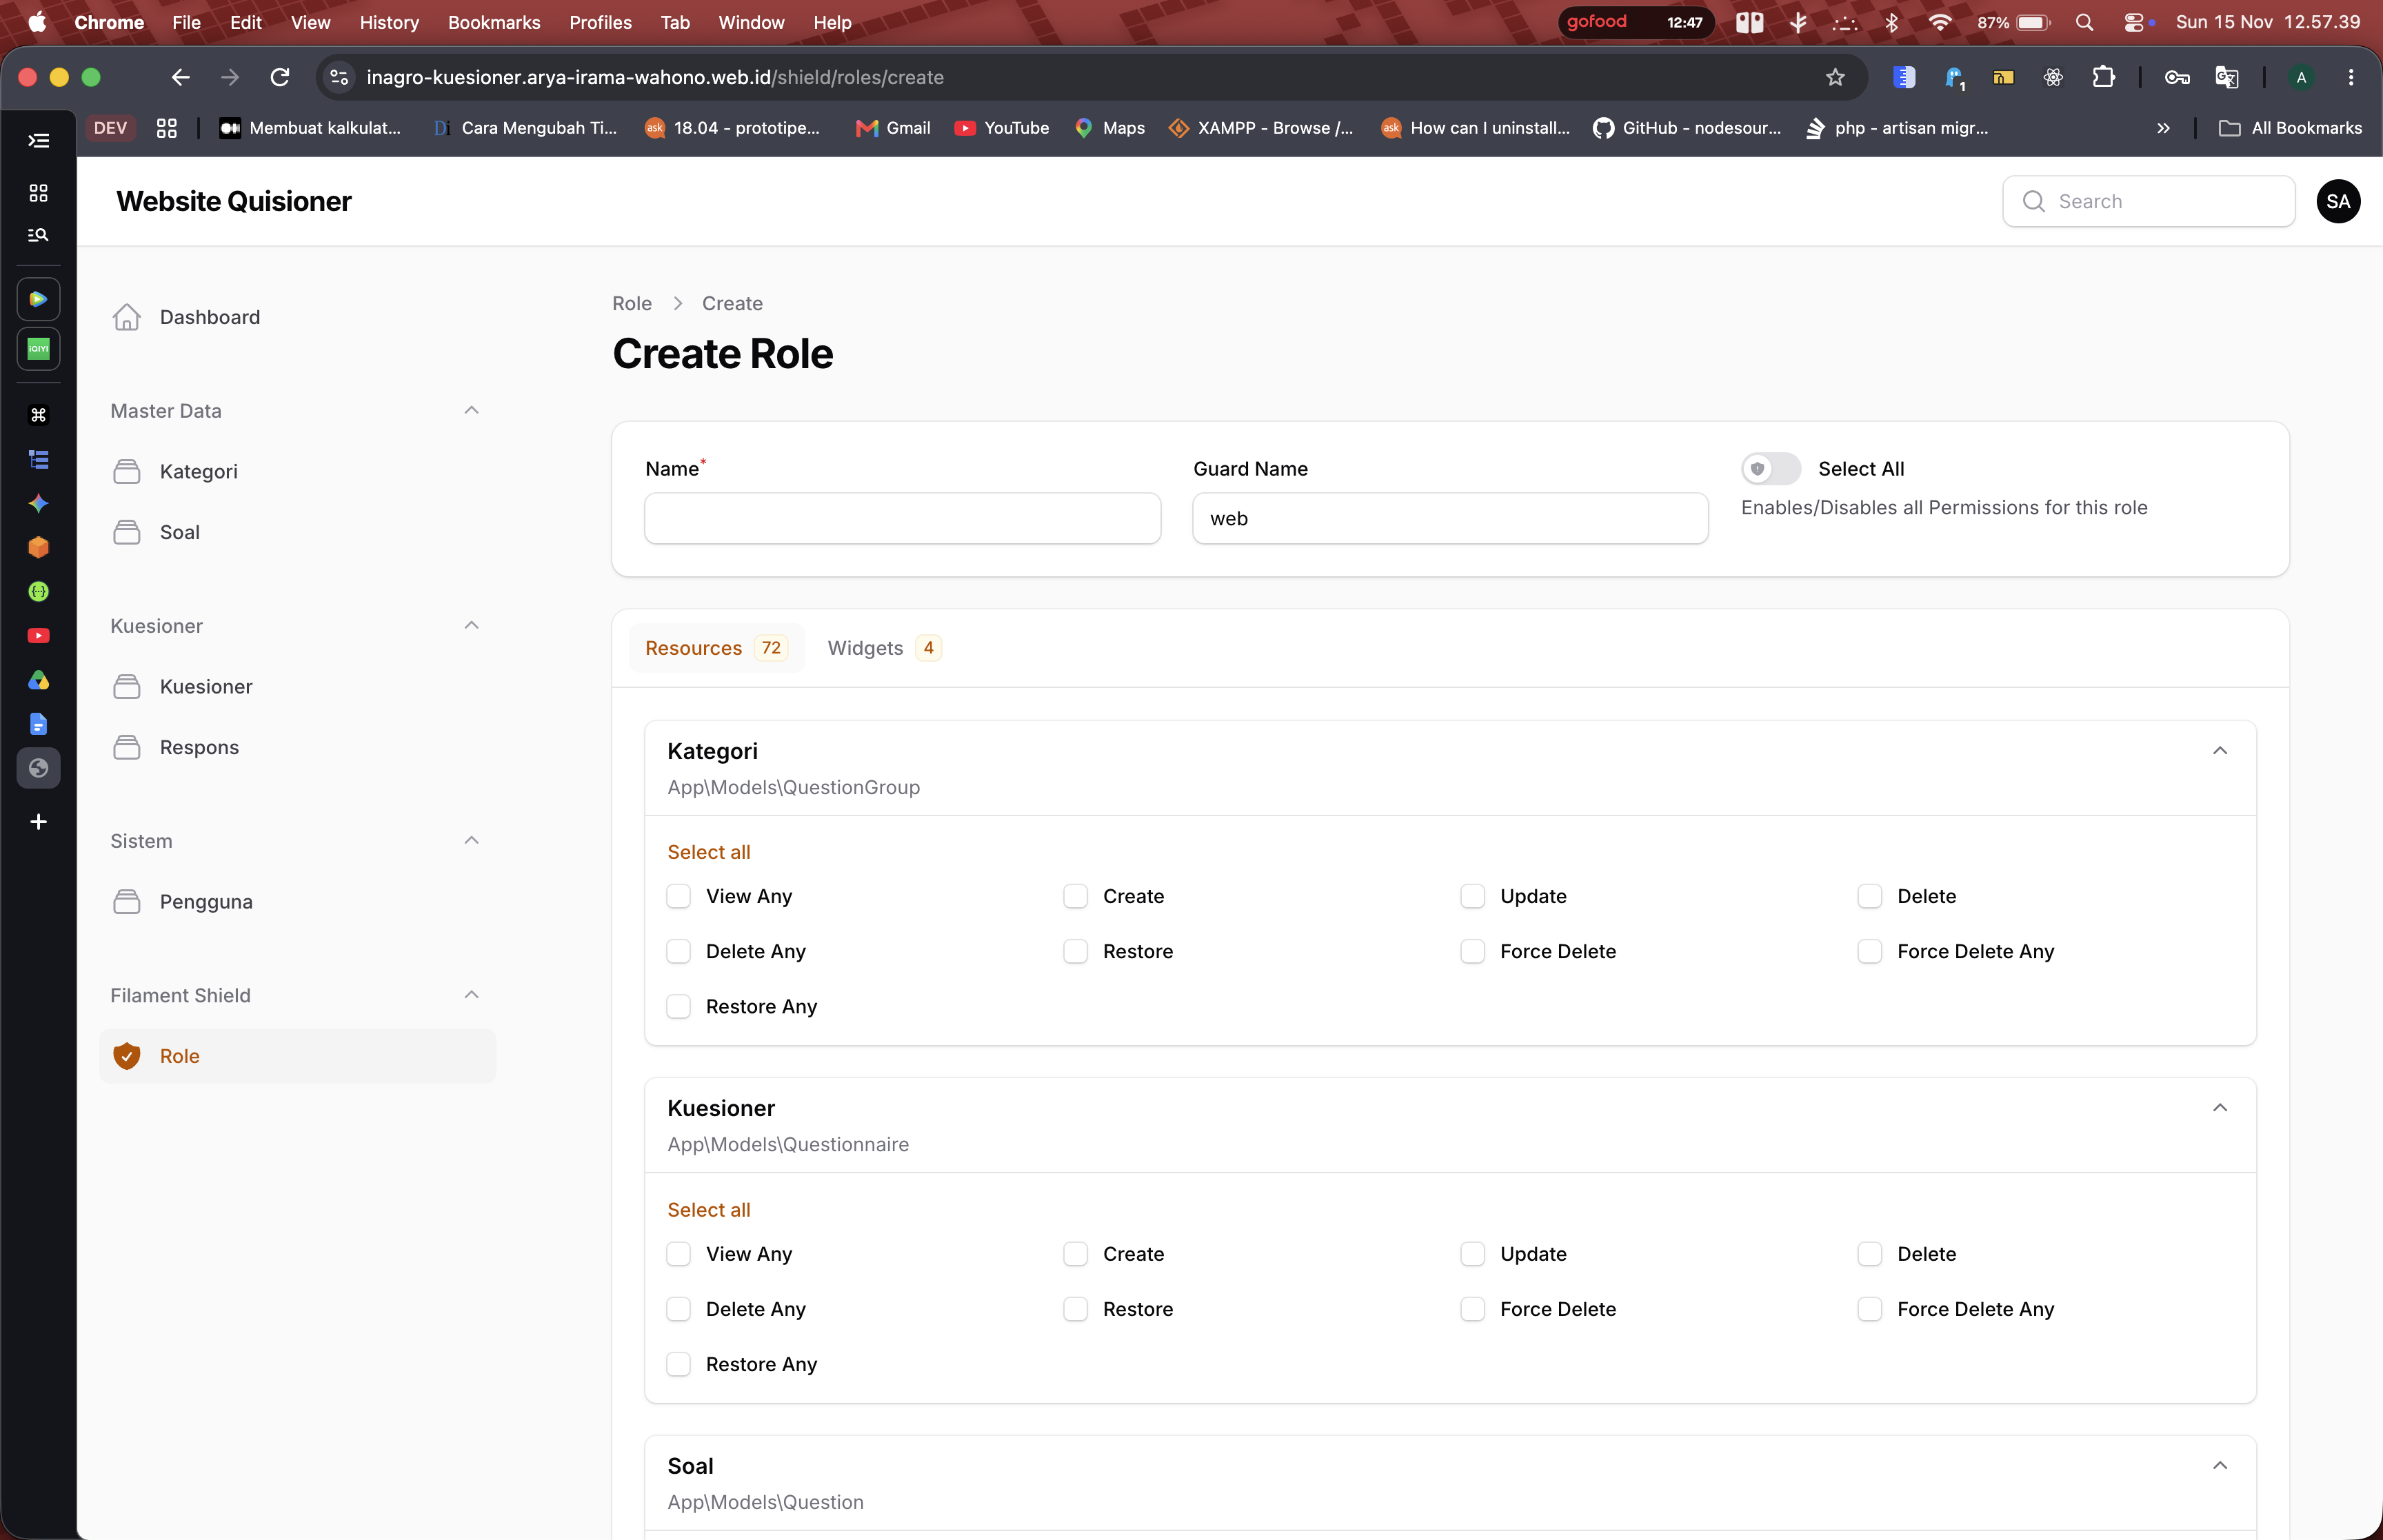 Chrome File Edit View History Bookmarks Profiles Tab Window Help gofood 12:47 87% Sun 15 Nov 12.57.39
inagro-kuesioner.arya-irama-wahono.web.id/shield/roles/create 1 A
DEV Membuat kalkulat... Di Cara Mengubah Ti... ask 18.04 - prototipe... Gmail YouTube Maps XAMPP - Browse /... ask How can I uninstall... GitHub - nodesour... php - artisan migr... » All Bookmarks
Website Quisioner
Search
SA
iQIYI
Dashboard
Master Data
Kategori
Soal
Kuesioner
Kuesioner
Respons
Sistem
Pengguna
Filament Shield
Role
Role > Create
Create Role
Name* Guard Name Select All
web
Enables/Disables all Permissions for this role
Resources 72 Widgets 4
Kategori
App\Models\QuestionGroup
Select all
View Any Create Update Delete
Delete Any Restore Force Delete Force Delete Any
Restore Any
Kuesioner
App\Models\Questionnaire
Select all
View Any Create Update Delete
Delete Any Restore Force Delete Force Delete Any
Restore Any
Soal
App\Models\Question